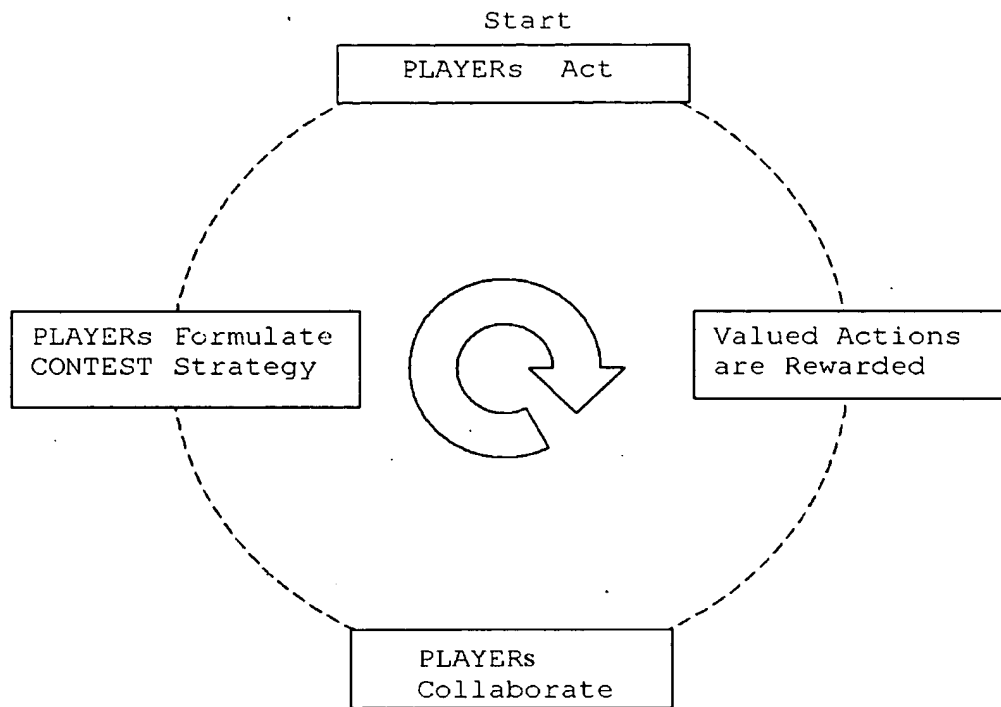 Start
PLAYERs Act
PLAYERs Formulate
CONTEST Strategy
Valued Actions
are Rewarded
PLAYERs
Collaborate